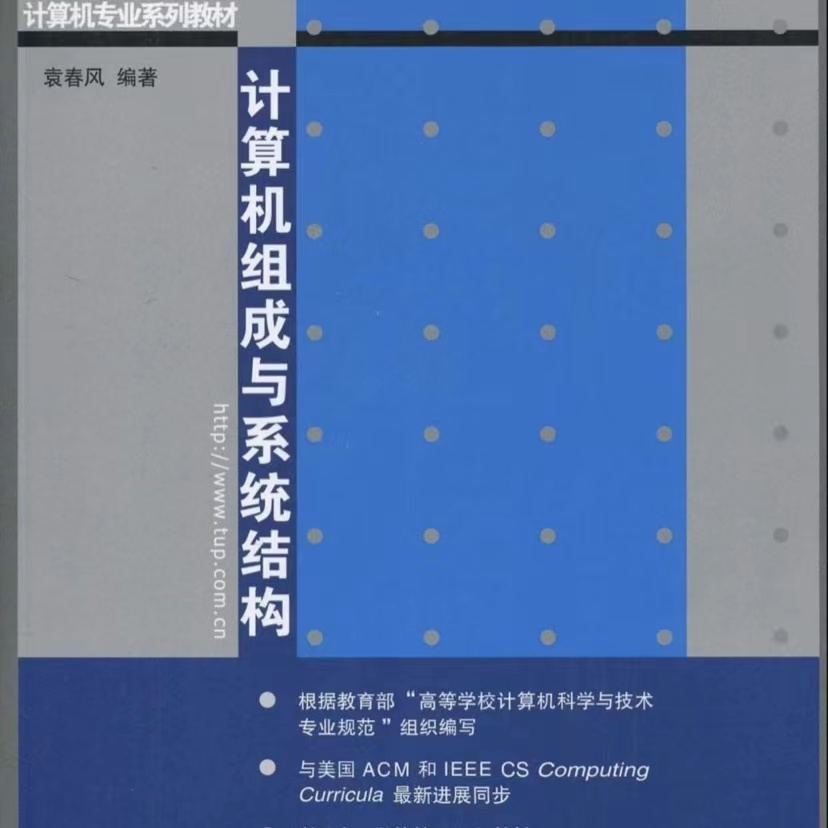 计算机专业系列教材
袁春风 编著
计算机组成与系统结构
http://www.tup.com.cn
根据教育部“高等学校计算机科学与技术
专业规范”组织编写
与美国 ACM 和 IEEE CS Computing
Curricula 最新进展同步